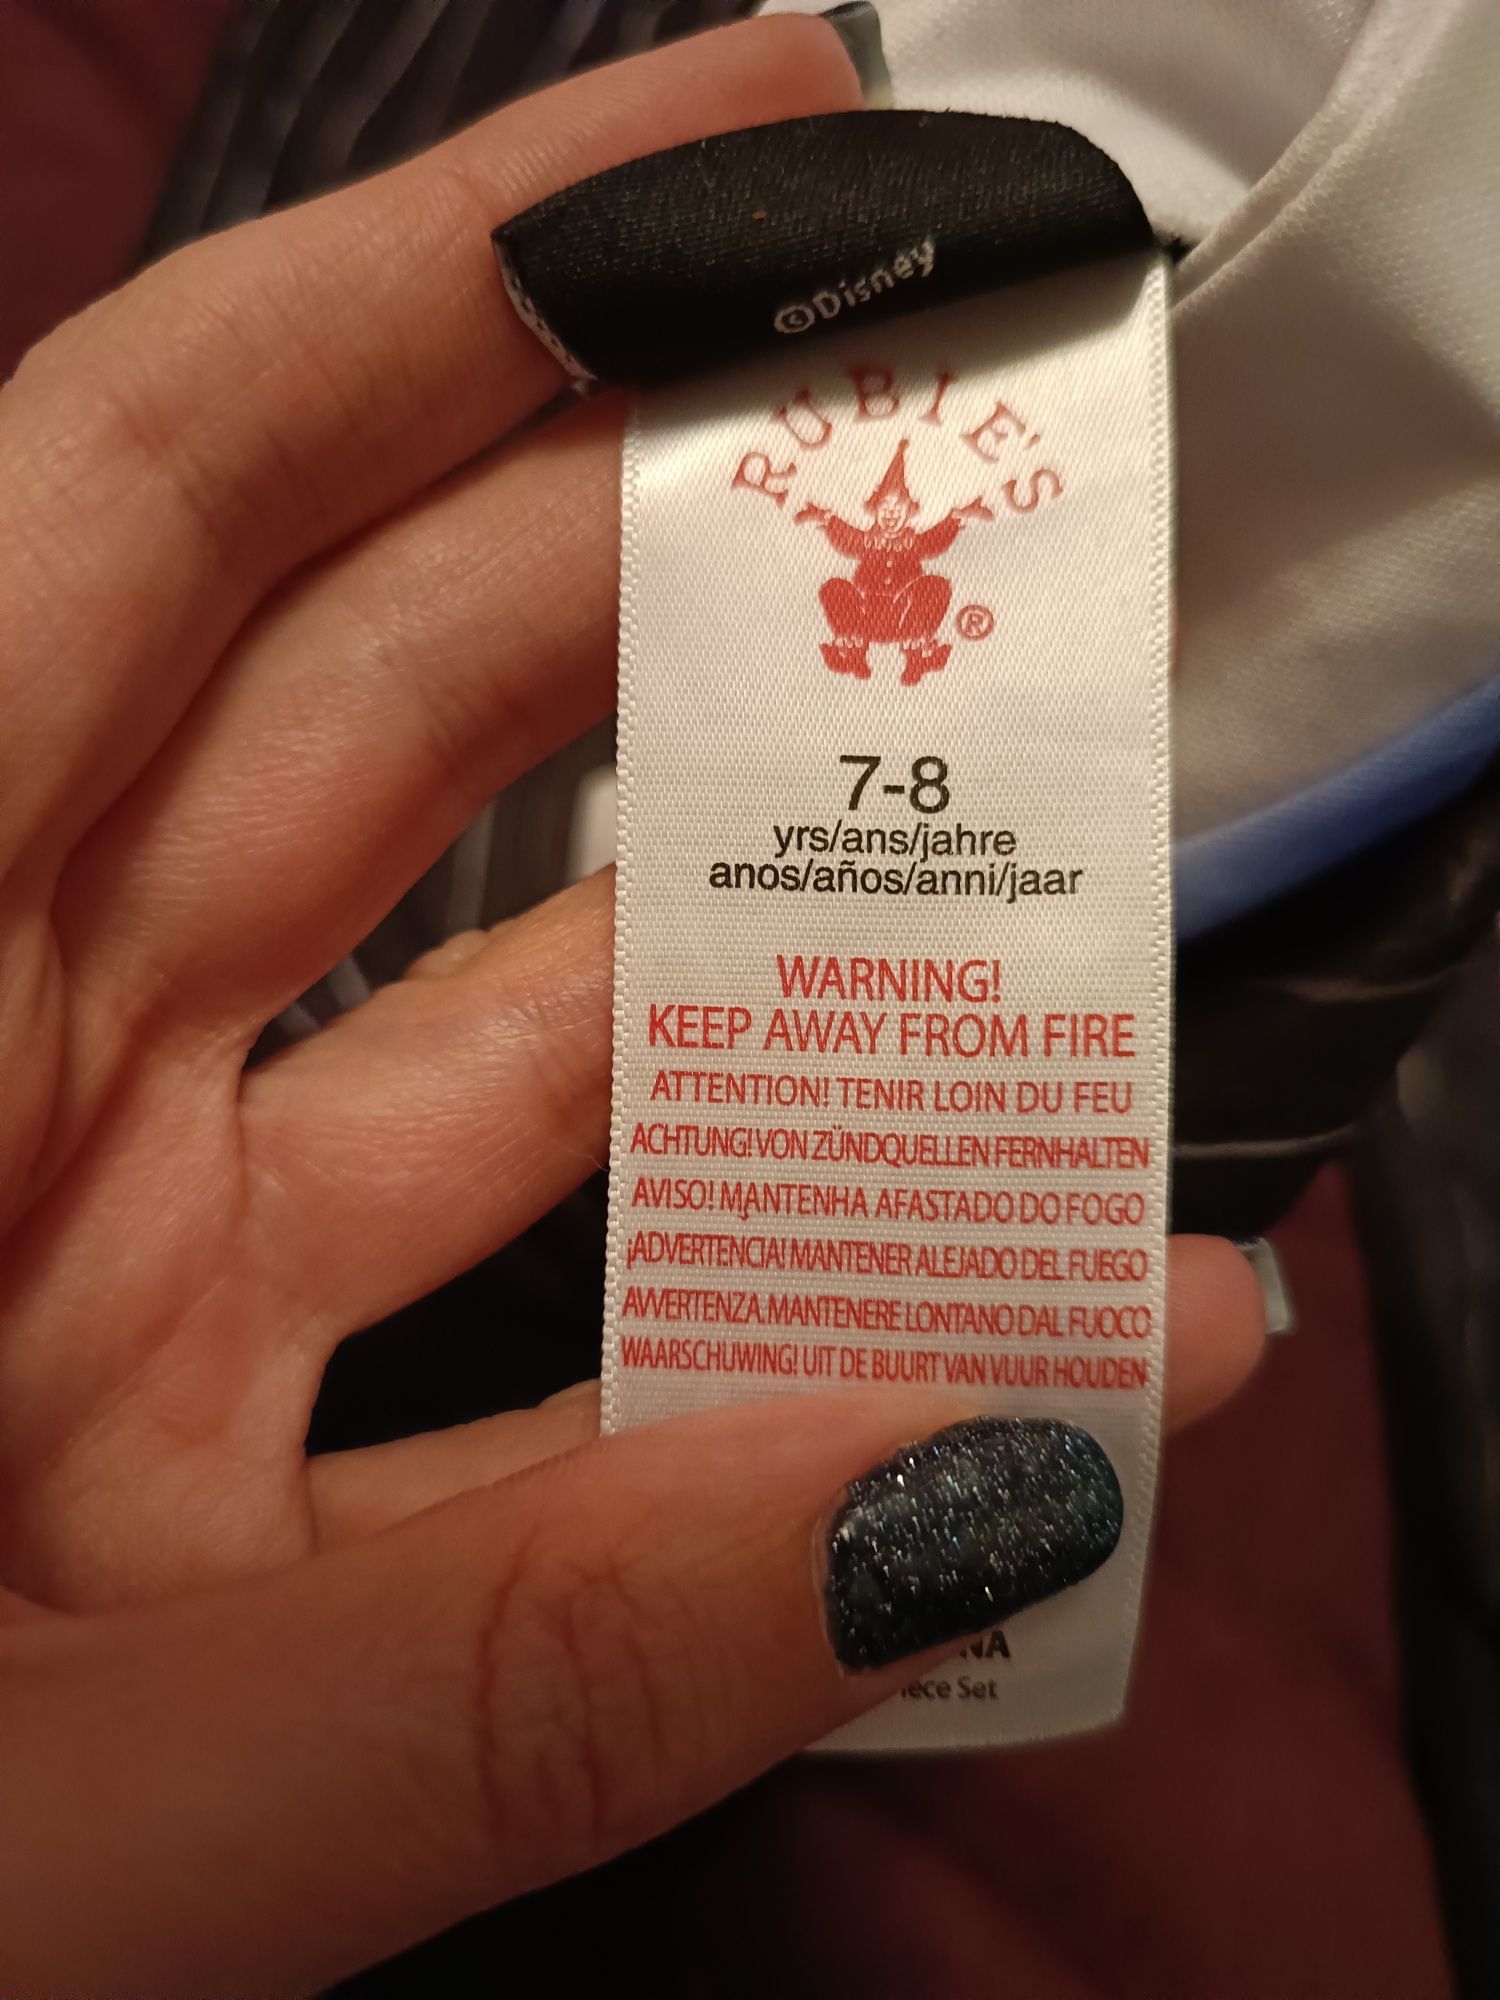 ©Disney
RUBIE'S
®
7-8
yrs/ans/jahre
anos/años/anni/jaar
WARNING!
KEEP AWAY FROM FIRE
ATTENTION! TENIR LOIN DU FEU
ACHTUNG! VON ZÜNDQUELLEN FERNHALTEN
AVISO! MANTENHA AFASTADO DO FOGO
¡ADVERTENCIA! MANTENER ALEJADO DEL FUEGO
AVVERTENZA. MANTENERE LONTANO DAL FUOCO
WAARSCHUWING! UIT DE BUURT VAN VUUR HOUDEN
Set